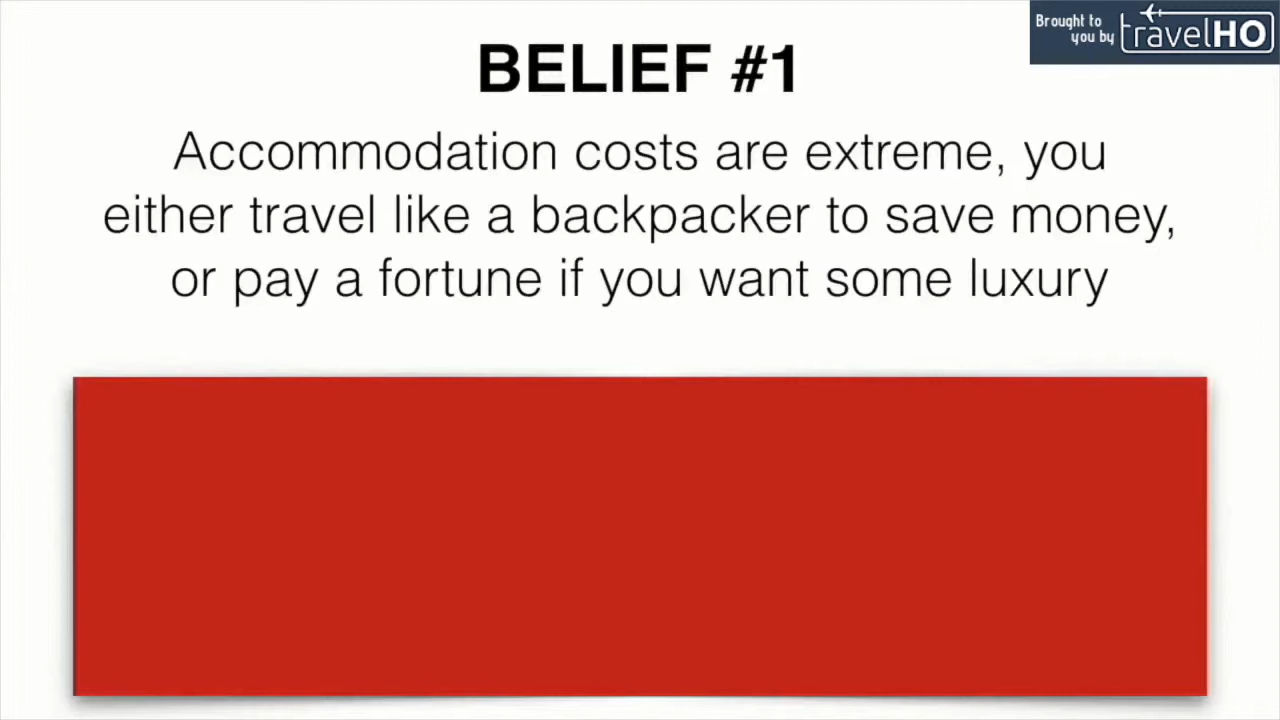 Brought to
you by
travelHO
BELIEF #1
Accommodation costs are extreme, you
either travel like a backpacker to save money,
or pay a fortune if you want some luxury